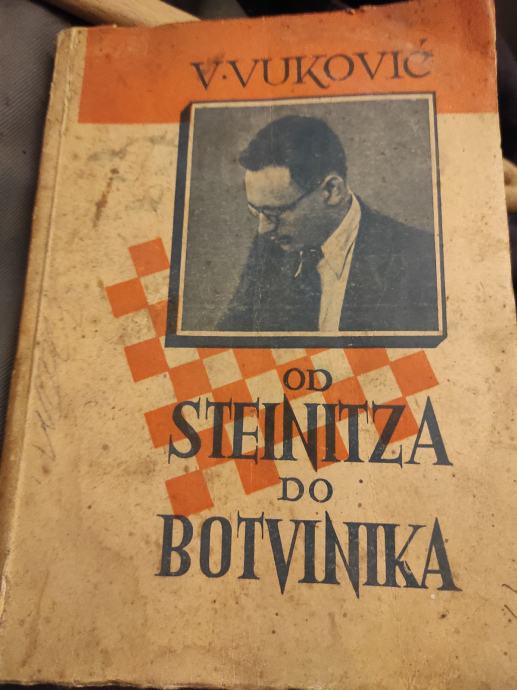 V. VUKOVIĆ
OD
STEINITZA
DO
BOTVINIKA